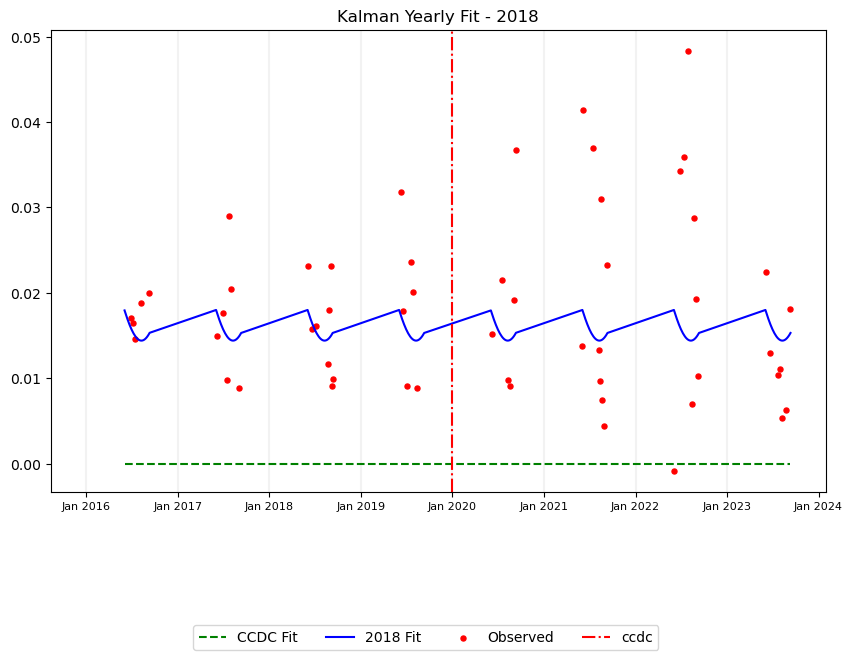 Kalman Yearly Fit - 2018
0.05
0.04
0.03
0.02
0.01
0.00
Jan 2016 Jan 2017 Jan 2018 Jan 2019 Jan 2020 Jan 2021 Jan 2022 Jan 2023 Jan 2024
CCDC Fit 2018 Fit Observed ccdc